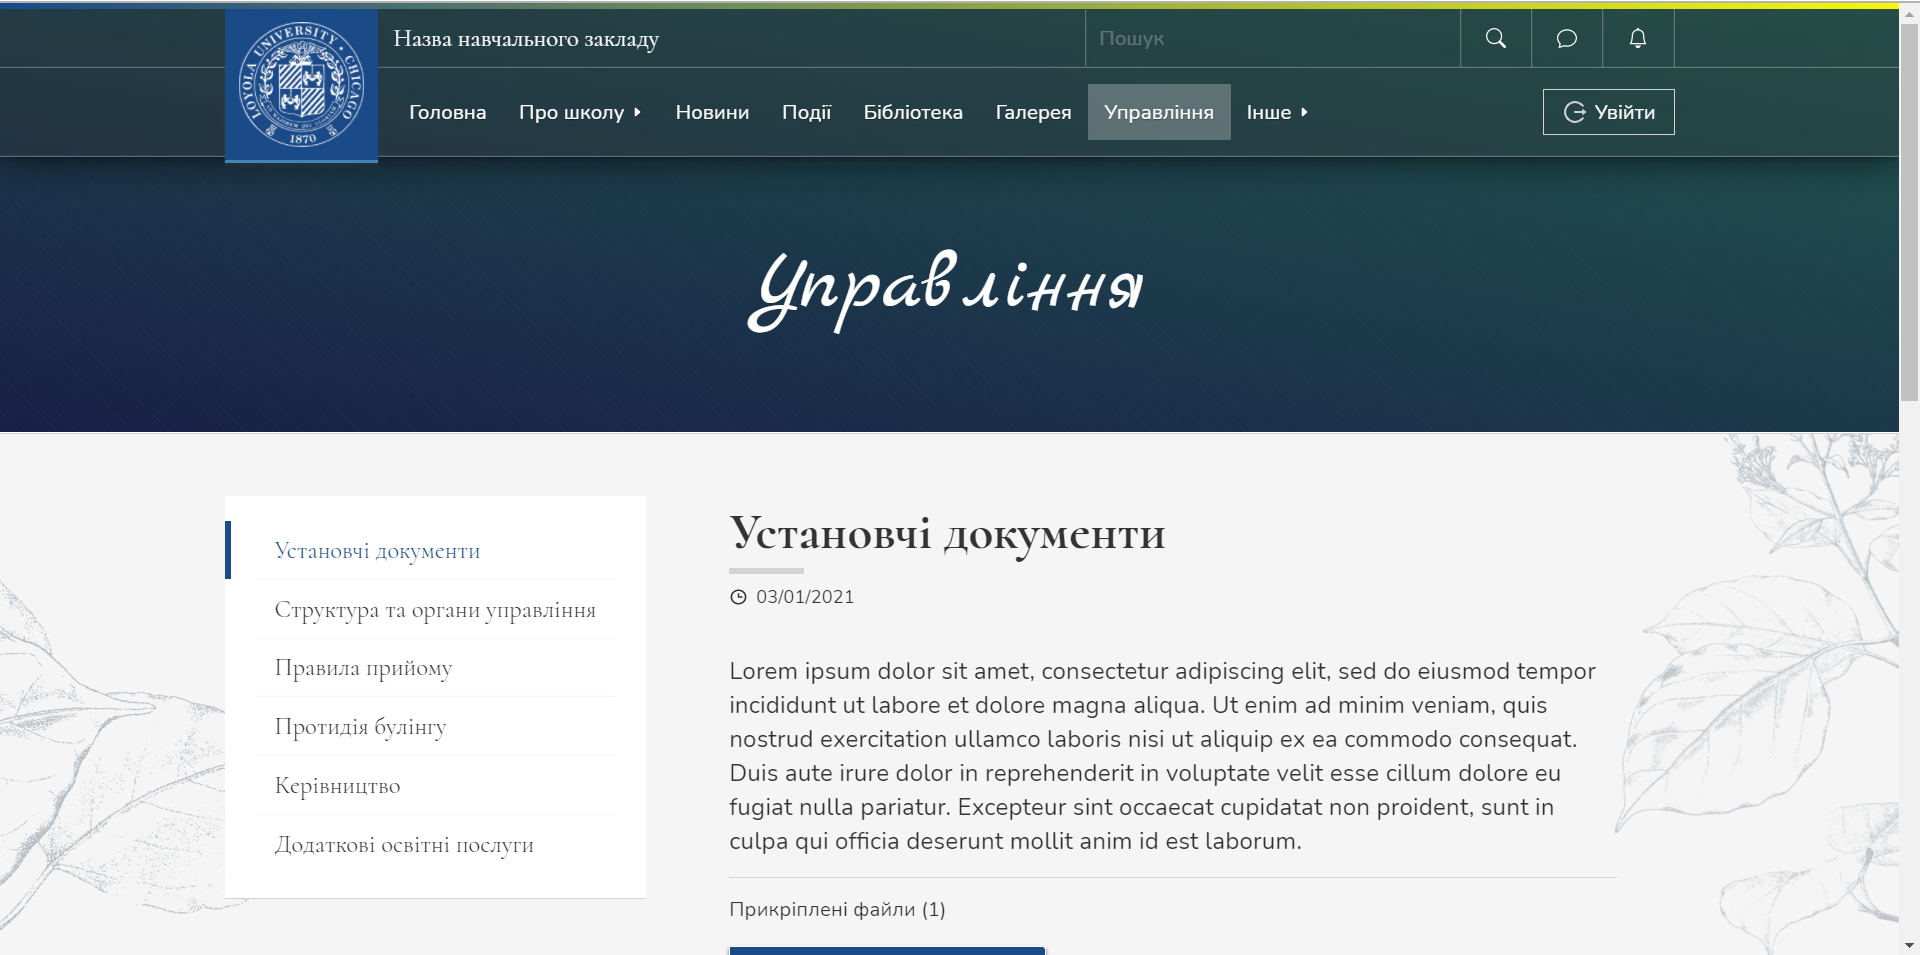 Назва навчального закладу
Пошук
LOYOLA UNIVERSITY CHICAGO
1870
Головна
Про школу
Новини
Події
Бібліотека
Галерея
Управління
Інше
Увійти
Управління
Установчі документи
Структура та органи управління
Правила прийому
Протидія булінгу
Керівництво
Додаткові освітні послуги
Установчі документи
03/01/2021
Lorem ipsum dolor sit amet, consectetur adipiscing elit, sed do eiusmod tempor
incididunt ut labore et dolore magna aliqua. Ut enim ad minim veniam, quis
nostrud exercitation ullamco laboris nisi ut aliquip ex ea commodo consequat.
Duis aute irure dolor in reprehenderit in voluptate velit esse cillum dolore eu
fugiat nulla pariatur. Excepteur sint occaecat cupidatat non proident, sunt in
culpa qui officia deserunt mollit anim id est laborum.
Прикріплені файли (1)